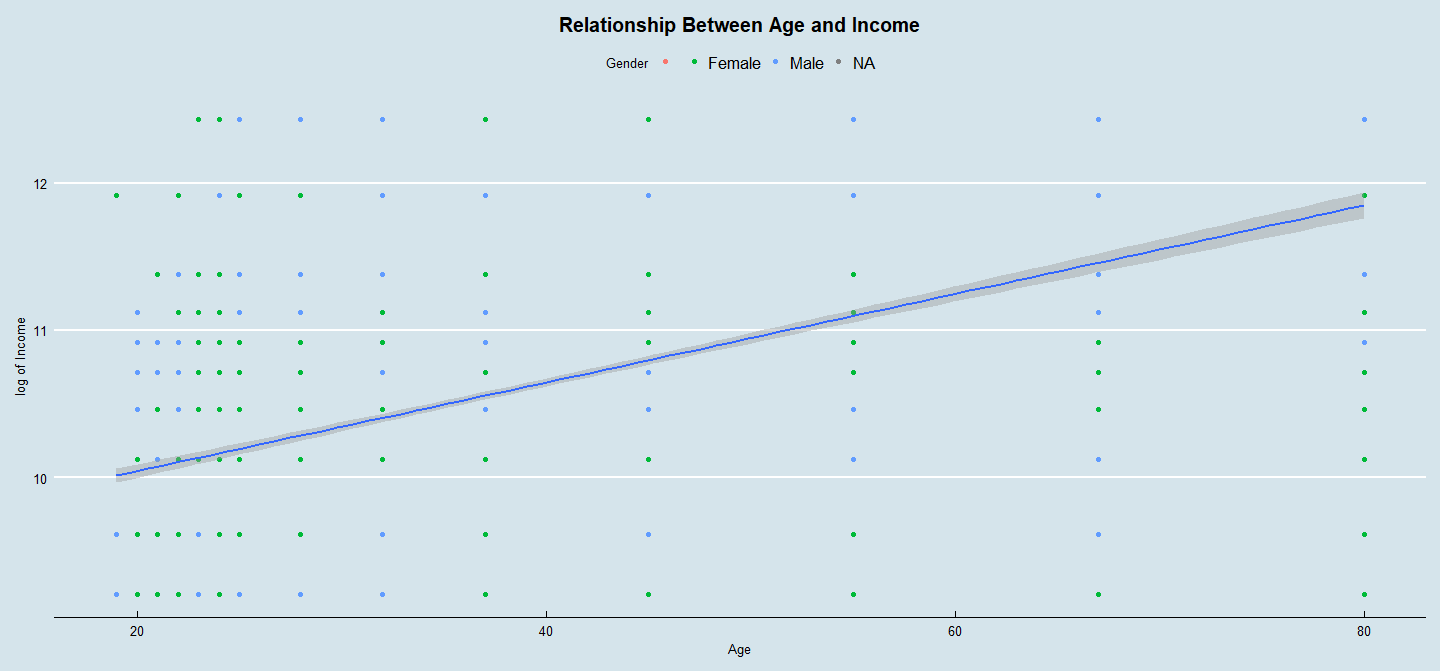 Relationship Between Age and Income
Gender Female Male NA
12
11
10
log of Income
20 40 60 80
Age